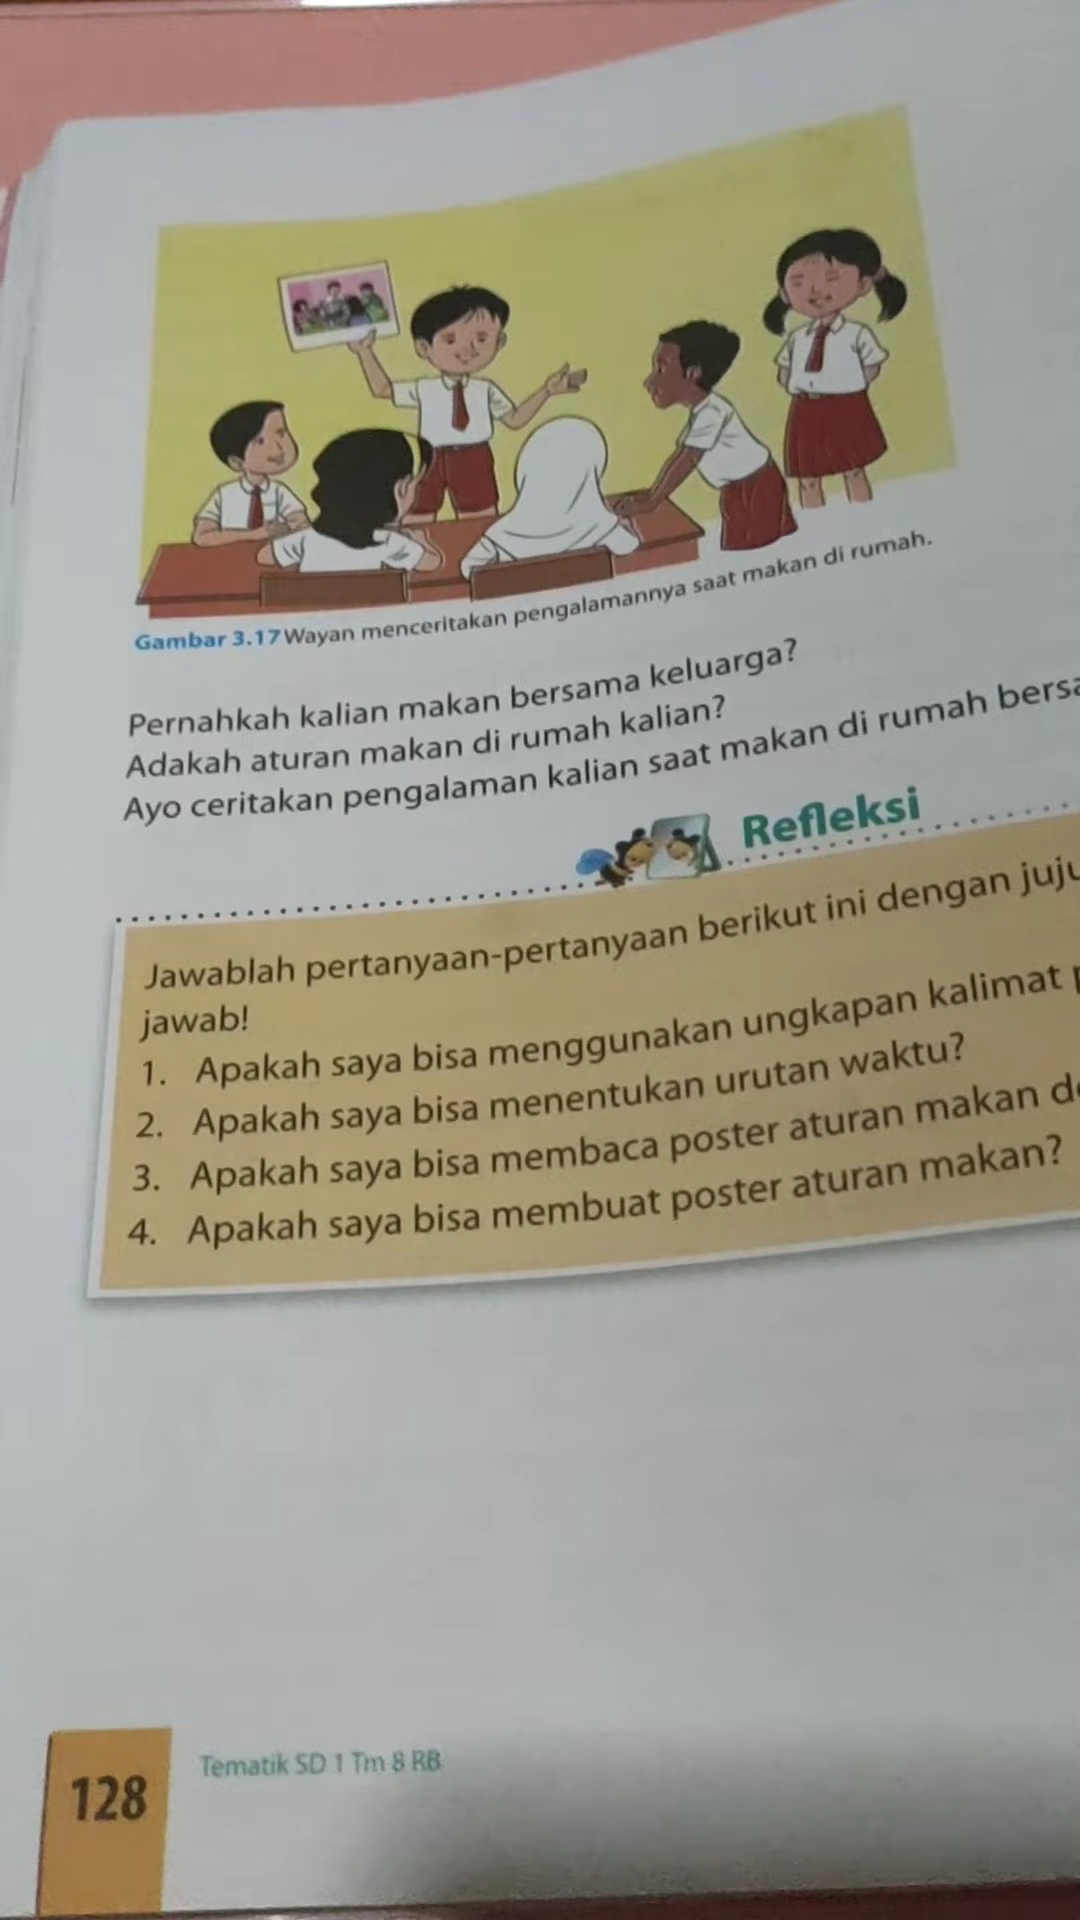 Gambar 3.17 Wayan menceritakan pengalamannya saat makan di rumah.
Pernahkah kalian makan bersama keluarga?
Adakah aturan makan di rumah kalian?
Ayo ceritakan pengalaman kalian saat makan di rumah
Refleksi
Jawablah pertanyaan-pertanyaan berikut ini dengan
jawab!
1. Apakah saya bisa menggunakan ungkapan kalimat
2. Apakah saya bisa menentukan urutan waktu?
3. Apakah saya bisa membaca poster aturan makan
4. Apakah saya bisa membuat poster aturan makan?
128
Tematik SD 1 Tm 8 RB